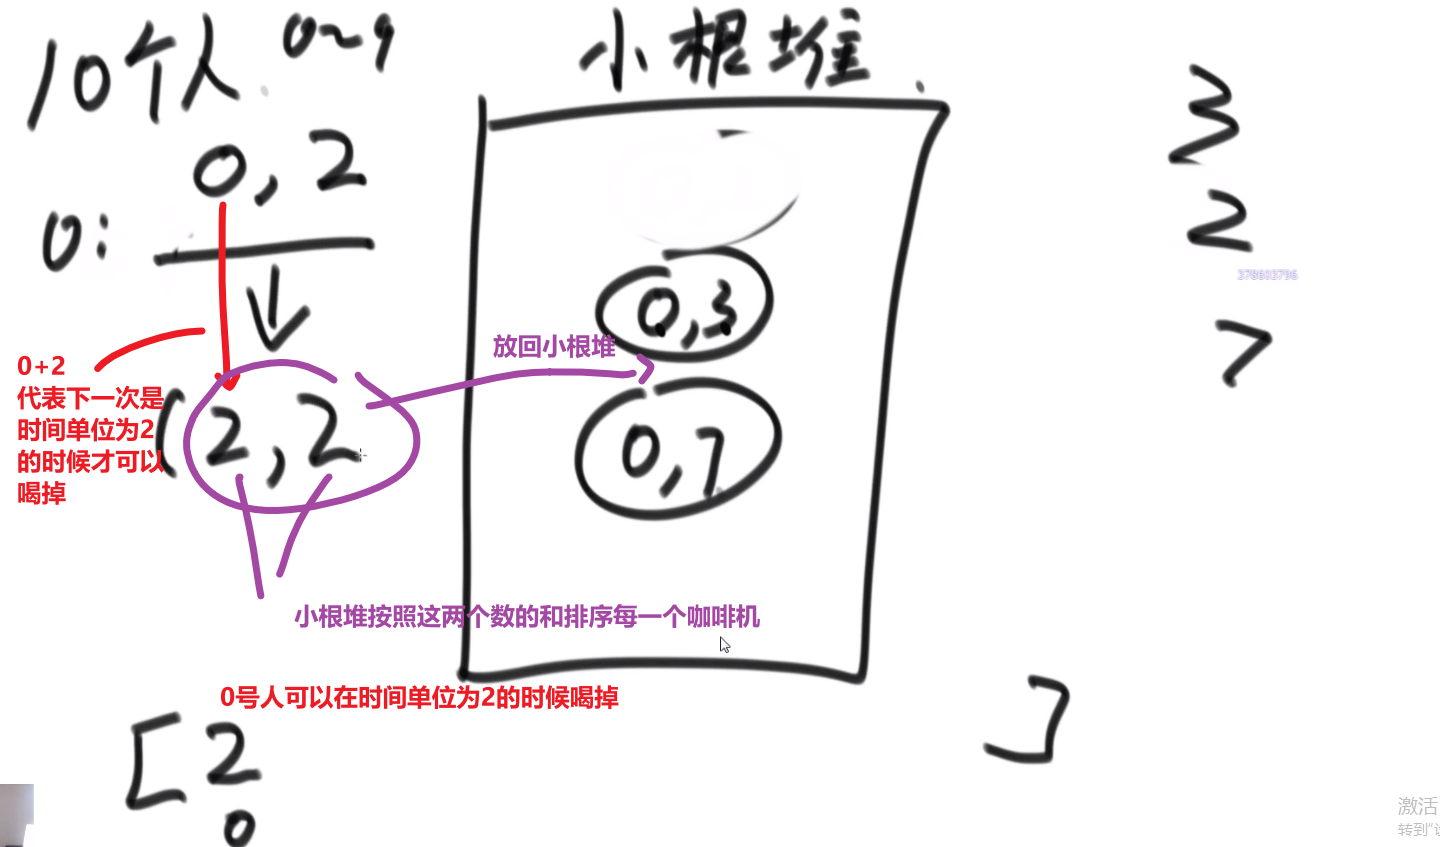 10个人 0~9
小根堆
0,2
0:
3
2
7
378603796
0,3
0,7
放回小根堆
0+2
代表下一次是
时间单位为2
的时候才可以
喝掉
(2,2
小根堆按照这两个数的和排序每一个咖啡机
0号人可以在时间单位为2的时候喝掉
[2 ]
0
激活
转到"设